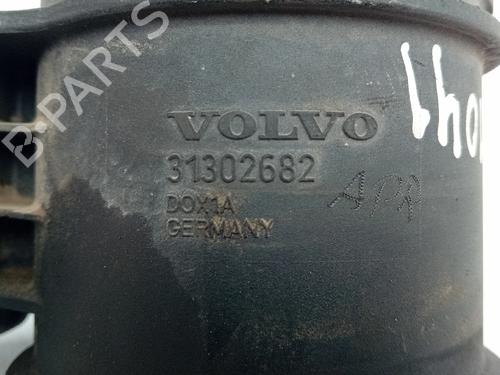 VOLVO
31302682
DOX1A
GERMANY
APR
B-PARTS